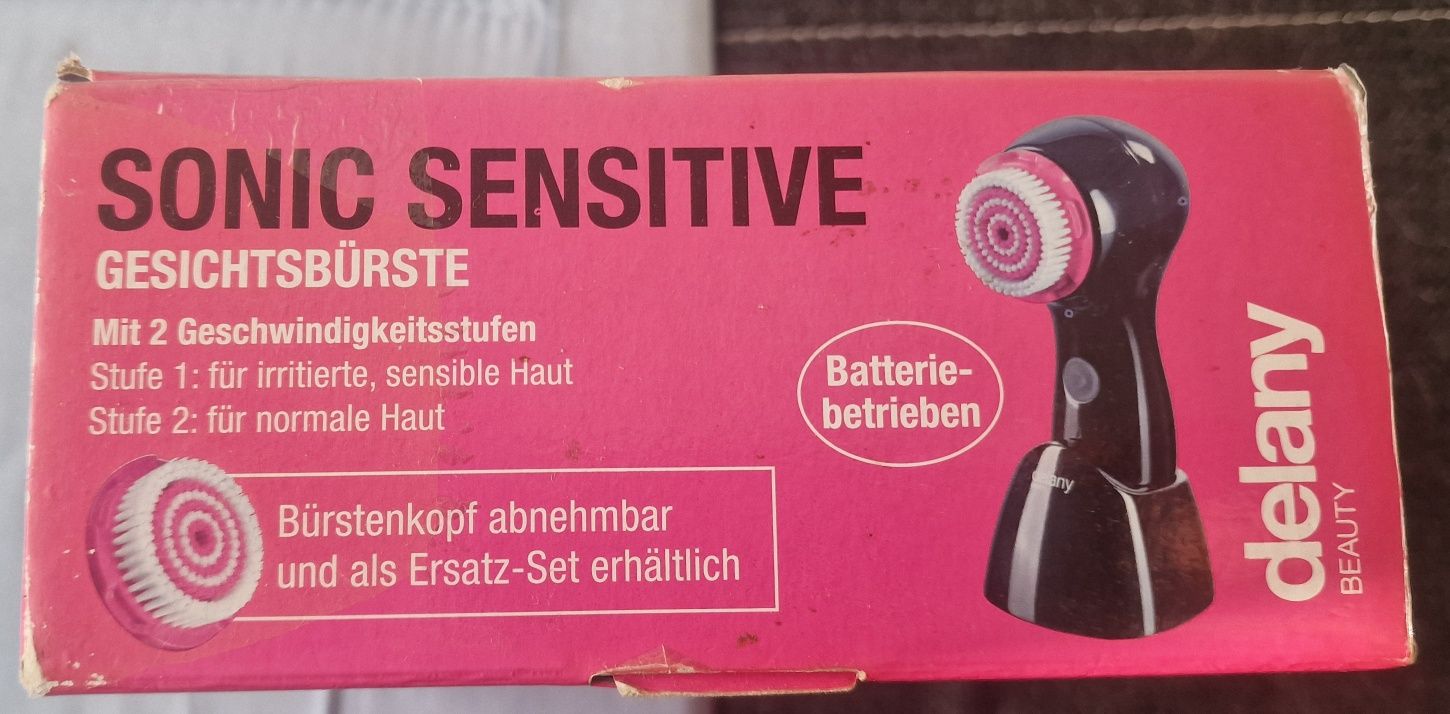 SONIC SENSITIVE
GESICHTSBÜRSTE
Mit 2 Geschwindigkeitsstufen
Stufe 1: für irritierte, sensible Haut
Stufe 2: für normale Haut
Bürstenkopf abnehmbar
und als Ersatz-Set erhältlich
Batterie-
betrieben
delany
delany
BEAUTY